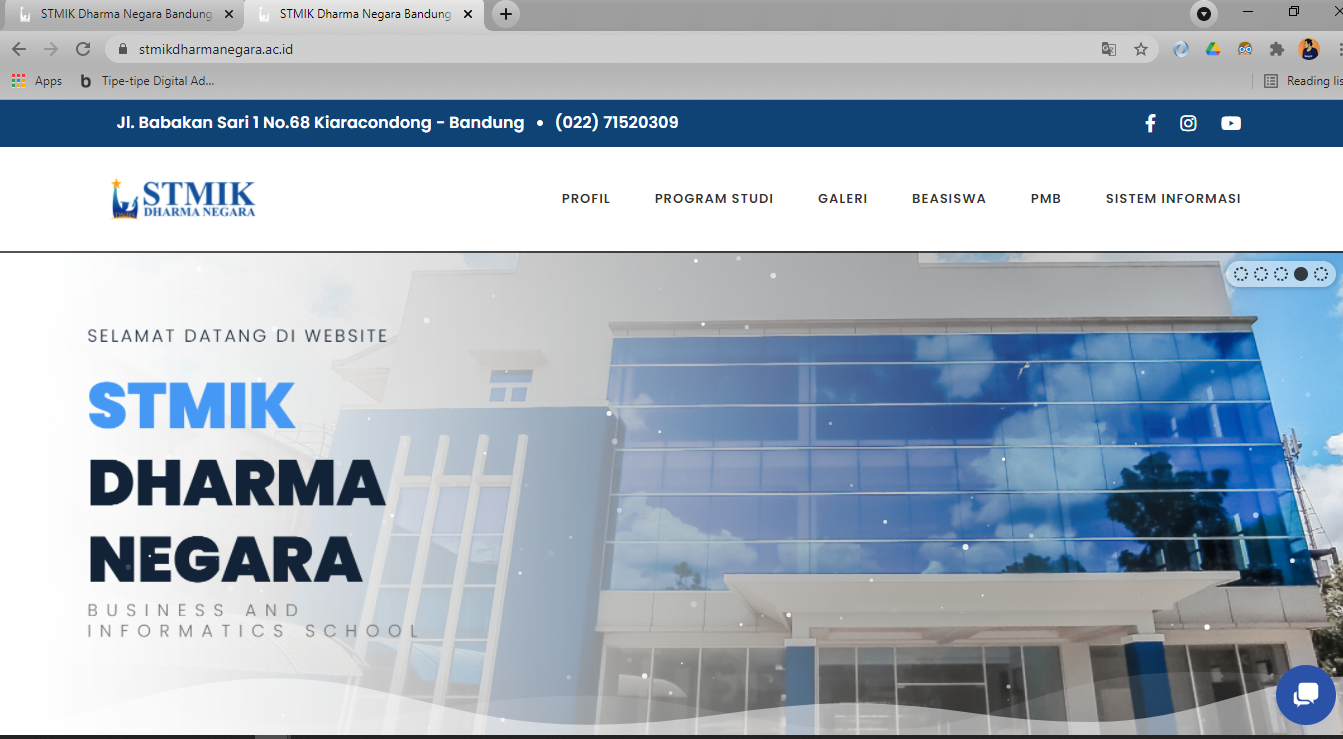 STMIK Dharma Negara Bandung
STMIK Dharma Negara Bandung
stmikdharmanegara.ac.id
Apps
Tipe-tipe Digital Ad...
Reading lis
Jl. Babakan Sari 1 No.68 Kiaracondong - Bandung • (022) 71520309
STMIK
DHARMA NEGARA
PROFIL PROGRAM STUDI GALERI BEASISWA PMB SISTEM INFORMASI
SELAMAT DATANG DI WEBSITE
STMIK
DHARMA
NEGARA
BUSINESS AND
INFORMATICS SCHOOL